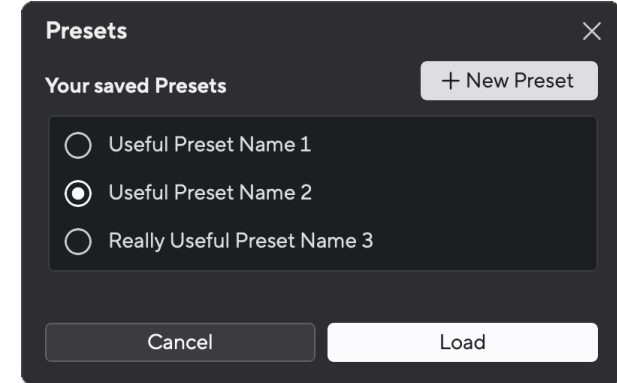 Presets
Your saved Presets
+ New Preset
Useful Preset Name 1
Useful Preset Name 2
Really Useful Preset Name 3
Cancel
Load